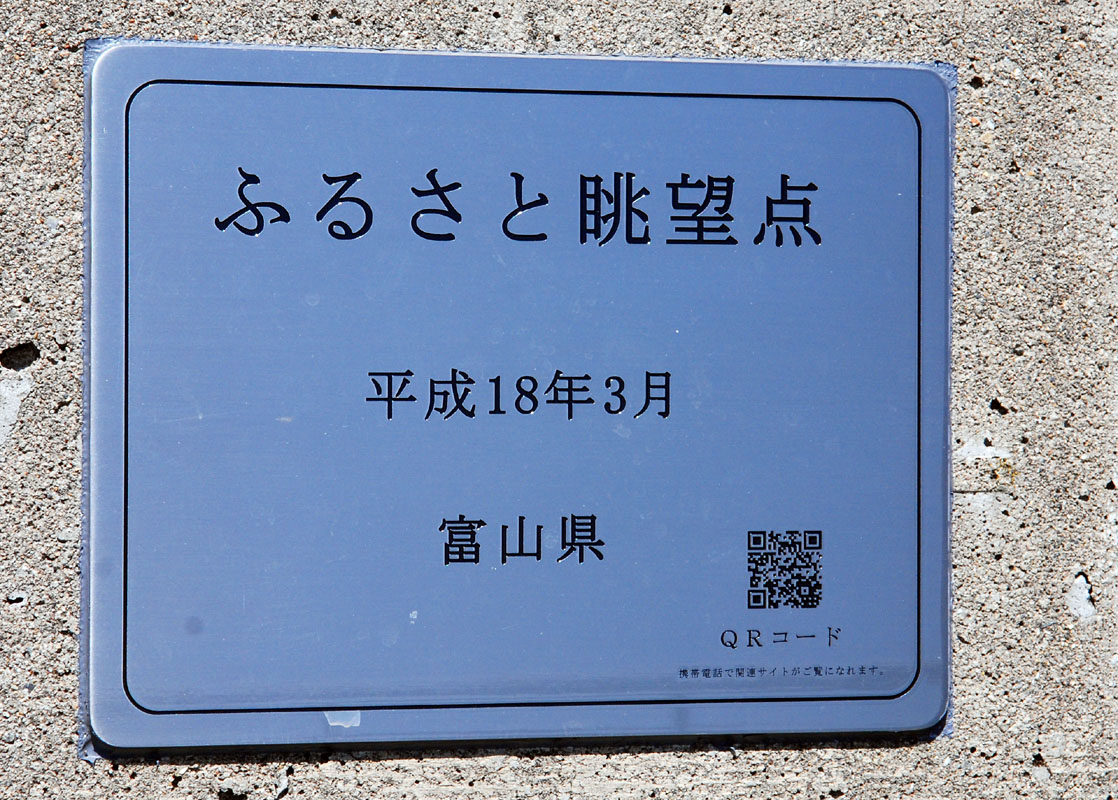 ふるさと眺望点
平成18年3月
富山県
QRコード
携帯電話で関連サイトがご覧になれます。